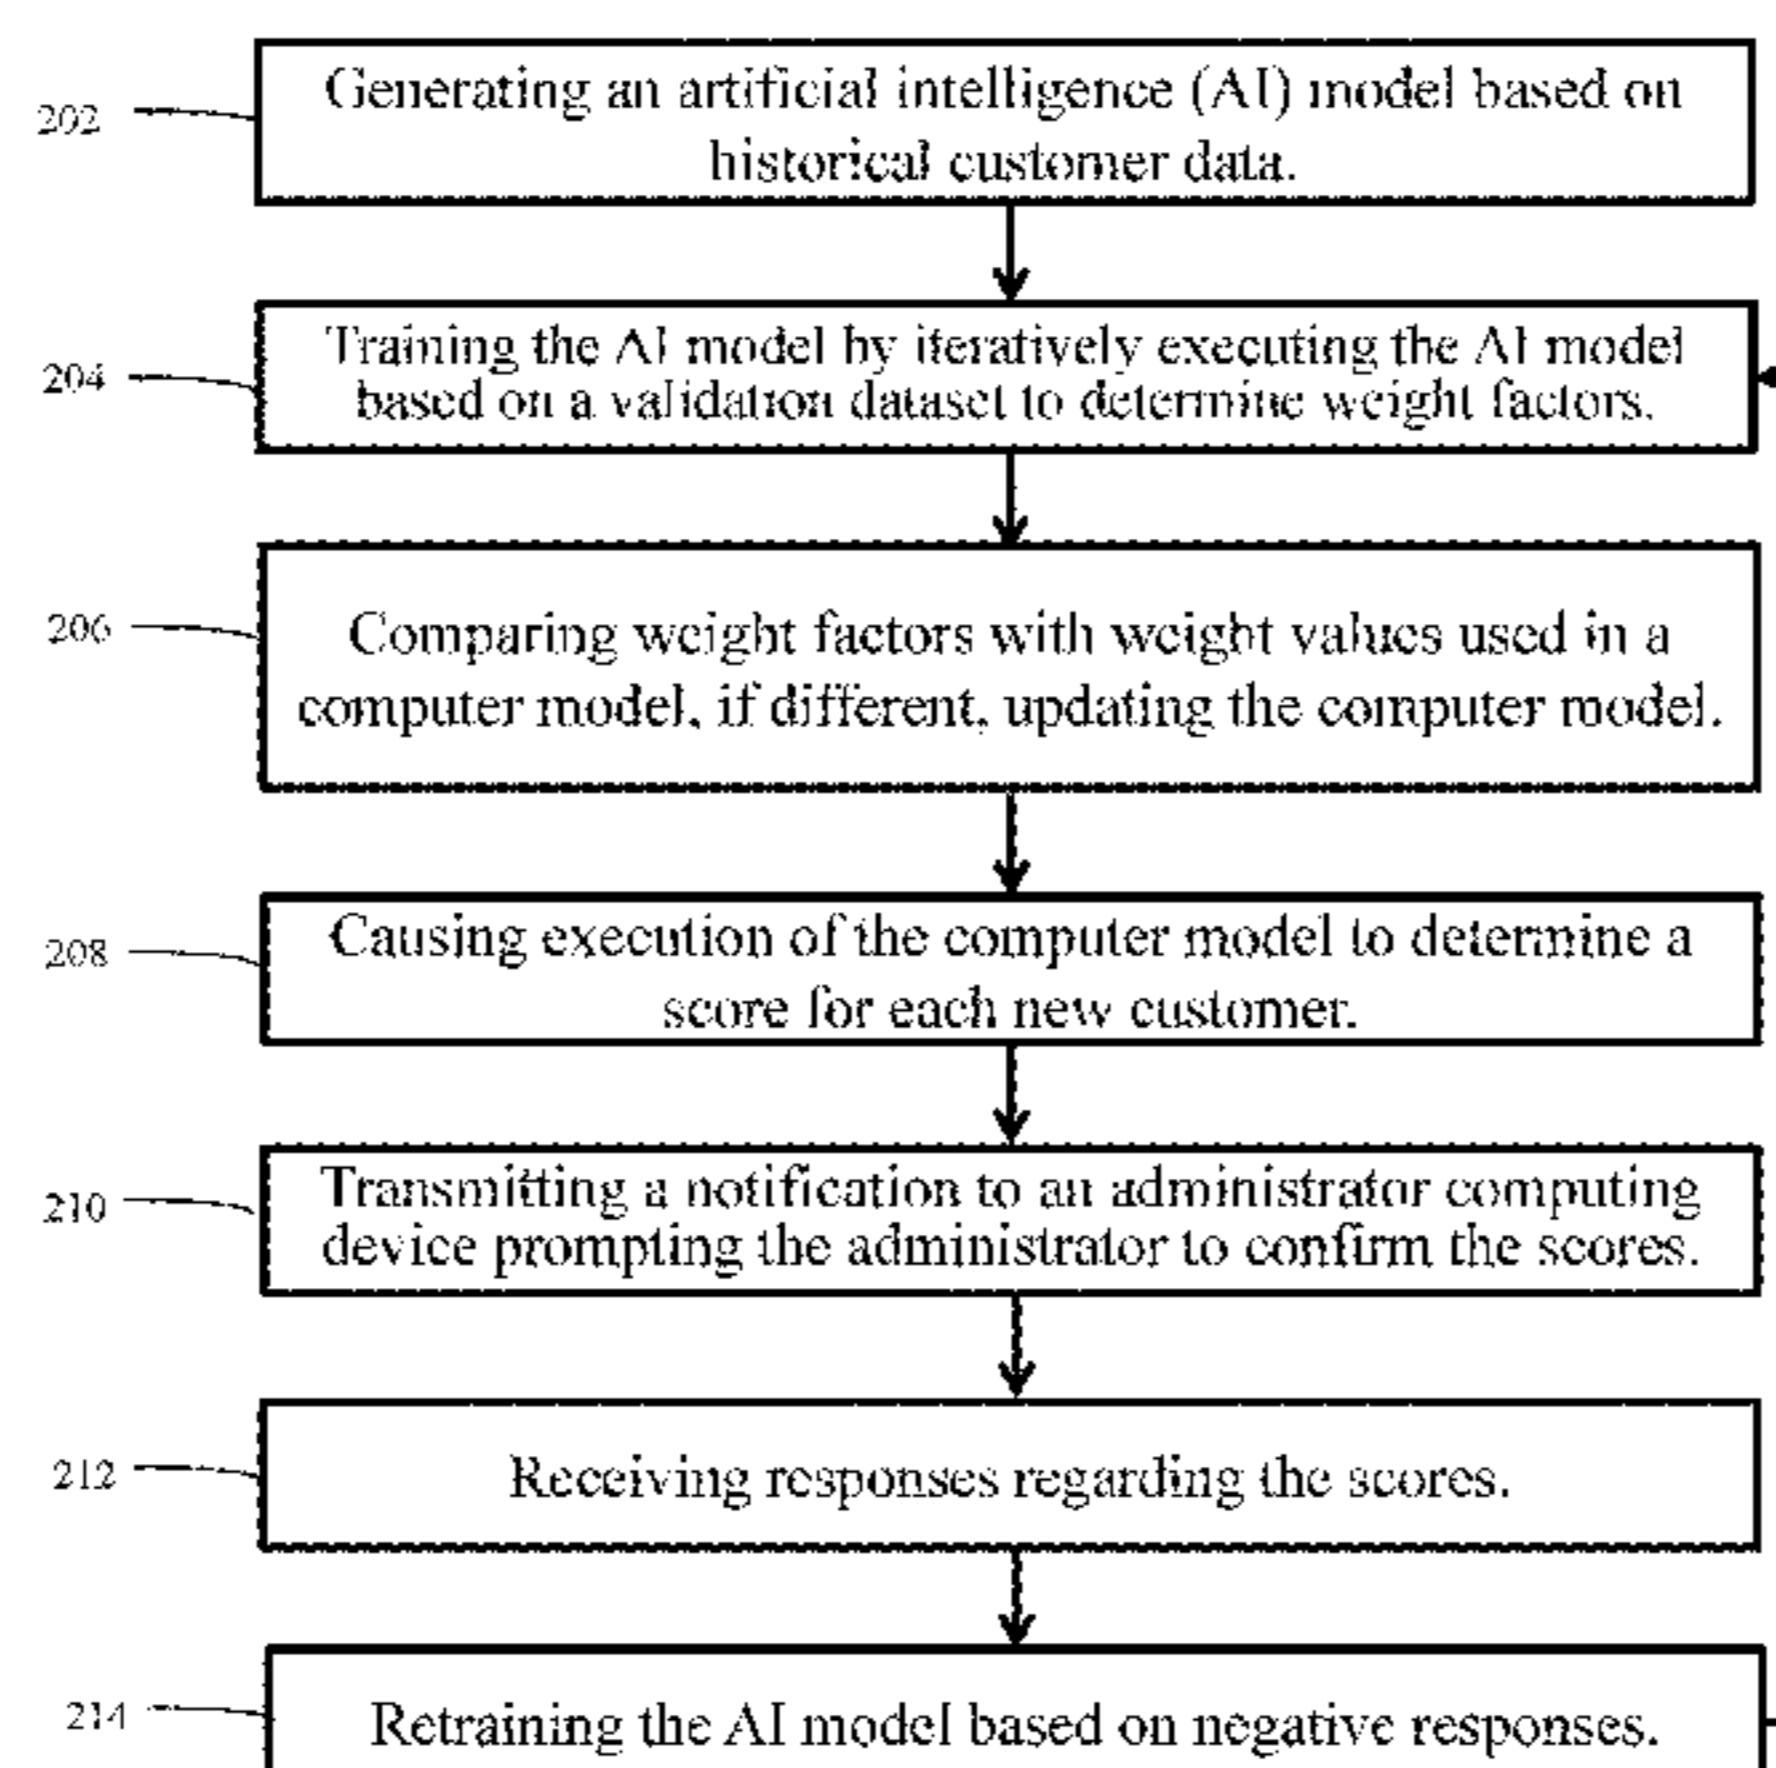 202
Generating an artificial intelligence (AI) model based on
historical customer data.
204
Training the AI model by iteratively executing the AI model
based on a validation dataset to determine weight factors.
206
Comparing weight factors with weight values used in a
computer model, if different, updating the computer model.
208
Causing execution of the computer model to determine a
score for each new customer.
210
Transmitting a notification to an administrator computing
device prompting the administrator to confirm the scores.
212
Receiving responses regarding the scores.
214
Retraining the AI model based on negative responses.